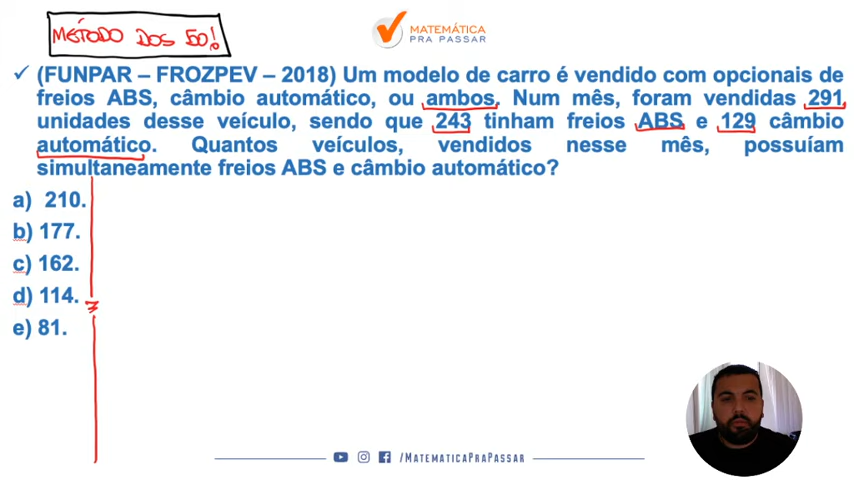 MÉTODO DOS 50!
MATEMÁTICA
PRA PASSAR
✓ (FUNPAR – FROZPEV – 2018) Um modelo de carro é vendido com opcionais de
freios ABS, câmbio automático, ou ambos. Num mês, foram vendidas 291
unidades desse veículo, sendo que 243 tinham freios ABS e 129 câmbio
automático. Quantos veículos, vendidos nesse mês, possuíam
simultaneamente freios ABS e câmbio automático?
a) 210.
b) 177.
c) 162.
d) 114.
e) 81.
/MATEMATICAPRAPASSAR